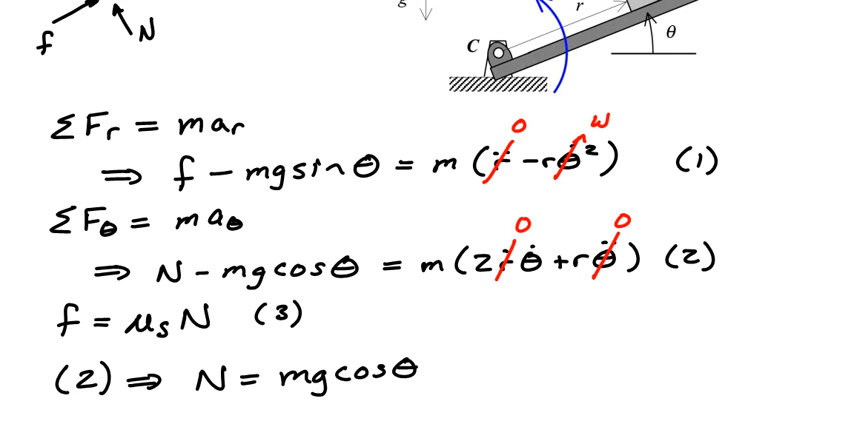 g
r
θ
C
f
N
ΣFr = mar
0
ω
⇒ f − mg sin θ = m (r̈ − rθ̇²) (1)
ΣFθ = maθ
0
0
⇒ N − mg cos θ = m (2ṙθ̇ + rθ̈) (2)
f = μs N (3)
(2) ⇒ N = mg cos θ